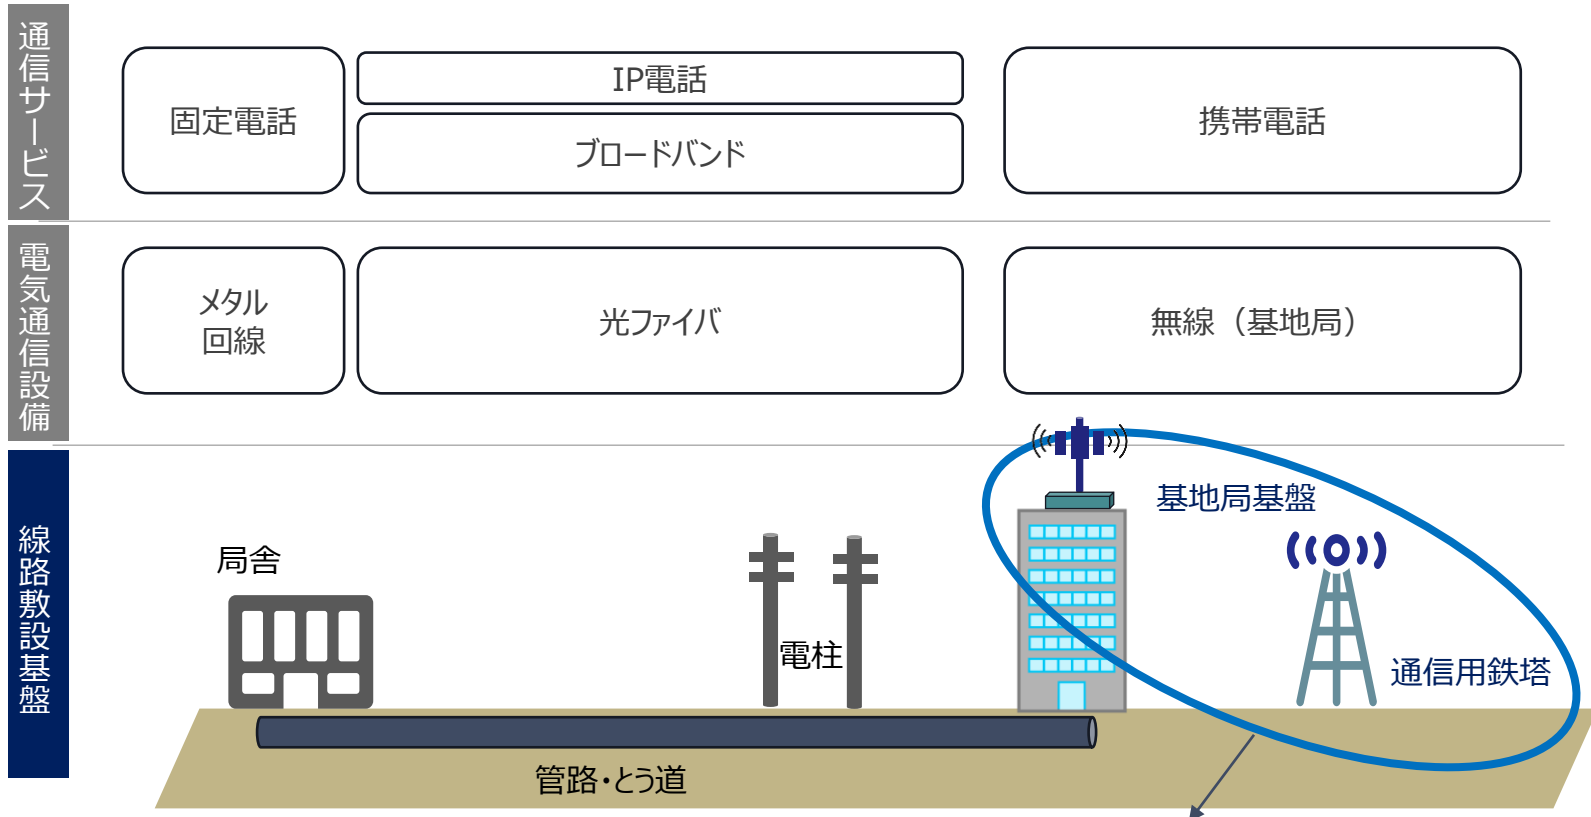 通信サービス
固定電話
IP電話
ブロードバンド
携帯電話
電気通信設備
メタル
回線
光ファイバ
無線（基地局）
線路敷設基盤
局舎
電柱
基地局基盤
通信用鉄塔
管路・とう道